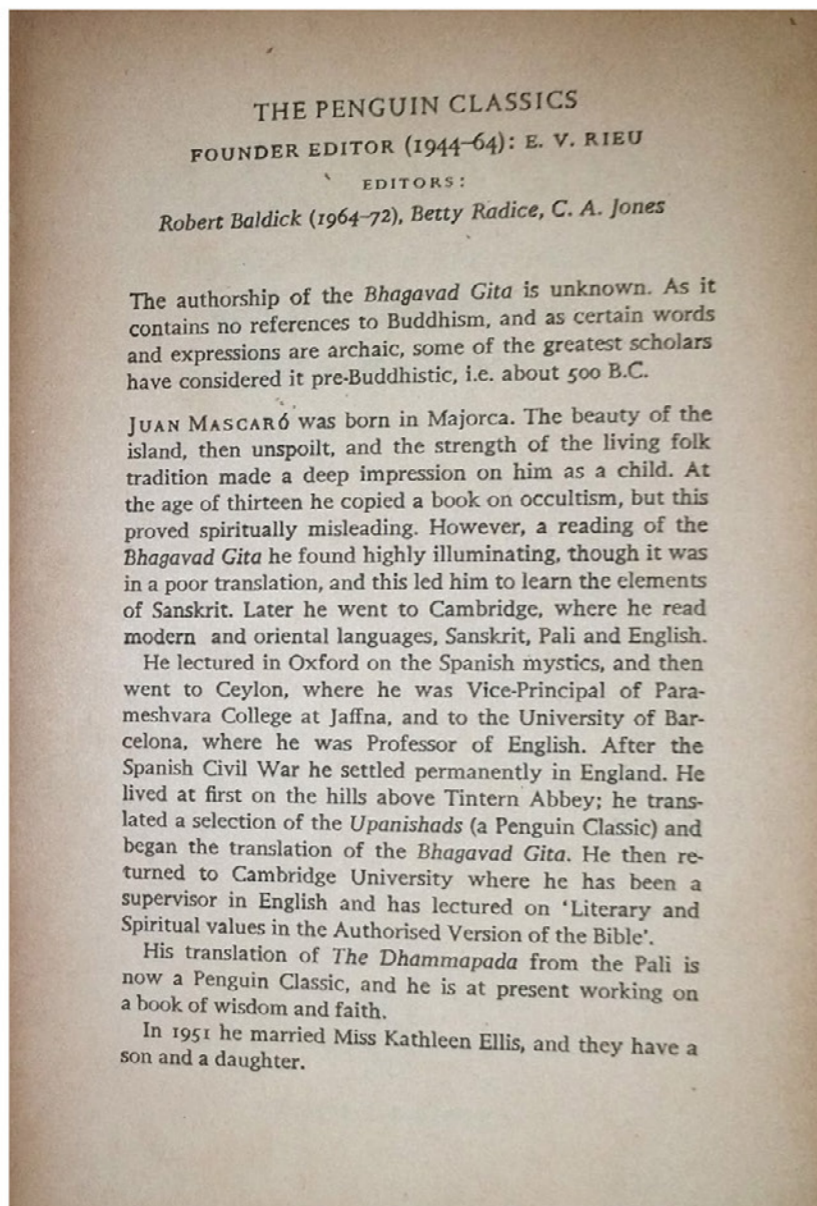 THE PENGUIN CLASSICS
FOUNDER EDITOR (1944–64): E. V. RIEU
EDITORS:
Robert Baldick (1964–72), Betty Radice, C. A. Jones
The authorship of the Bhagavad Gita is unknown. As it
contains no references to Buddhism, and as certain words
and expressions are archaic, some of the greatest scholars
have considered it pre-Buddhistic, i.e. about 500 B.C.
JUAN MASCARÓ was born in Majorca. The beauty of the
island, then unspoilt, and the strength of the living folk
tradition made a deep impression on him as a child. At
the age of thirteen he copied a book on occultism, but this
proved spiritually misleading. However, a reading of the
Bhagavad Gita he found highly illuminating, though it was
in a poor translation, and this led him to learn the elements
of Sanskrit. Later he went to Cambridge, where he read
modern and oriental languages, Sanskrit, Pali and English.
He lectured in Oxford on the Spanish mystics, and then
went to Ceylon, where he was Vice-Principal of Para-
meshvara College at Jaffna, and to the University of Bar-
celona, where he was Professor of English. After the
Spanish Civil War he settled permanently in England. He
lived at first on the hills above Tintern Abbey; he trans-
lated a selection of the Upanishads (a Penguin Classic) and
began the translation of the Bhagavad Gita. He then re-
turned to Cambridge University where he has been a
supervisor in English and has lectured on ‘Literary and
Spiritual values in the Authorised Version of the Bible’.
His translation of The Dhammapada from the Pali is
now a Penguin Classic, and he is at present working on
a book of wisdom and faith.
In 1951 he married Miss Kathleen Ellis, and they have a
son and a daughter.